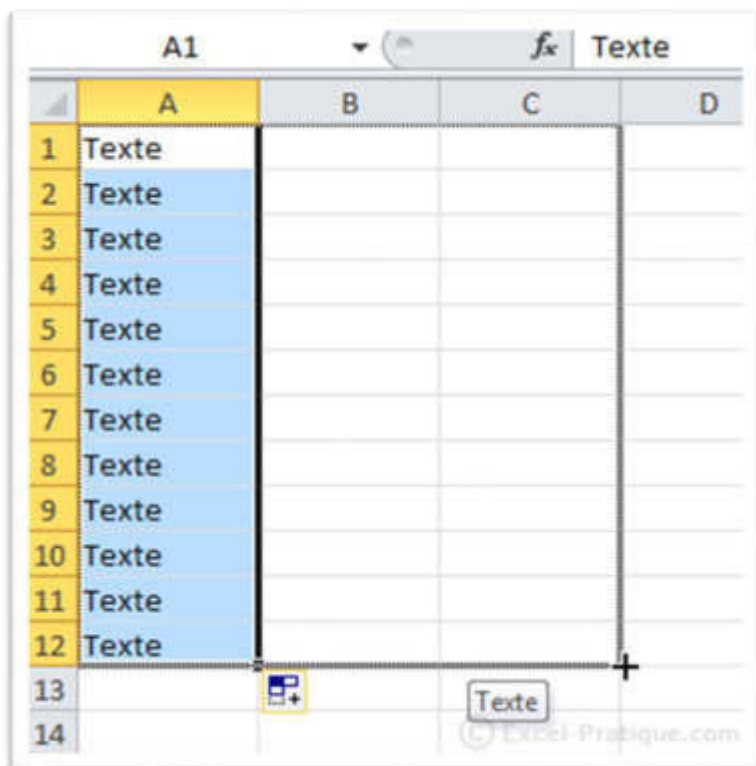 A1 fx Texte
A B C D
1 Texte
2 Texte
3 Texte
4 Texte
5 Texte
6 Texte
7 Texte
8 Texte
9 Texte
10 Texte
11 Texte
12 Texte
13 Texte
14 (C) Excel-Pratique.com